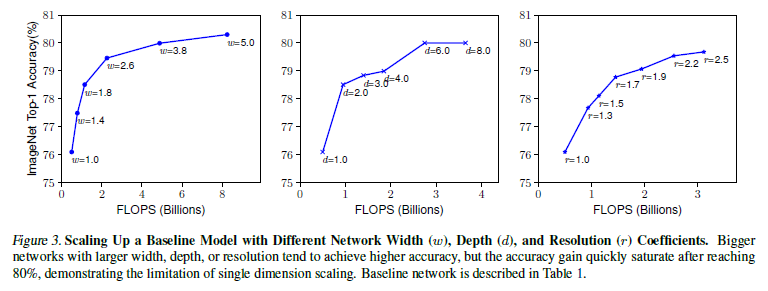 81
80
79
78
77
76
75
ImageNet Top-1 Accuracy(%)
w=1.0
w=1.4
w=1.8
w=2.6
w=3.8
w=5.0
0 2 4 6 8
FLOPS (Billions)
81
80
79
78
77
76
75
d=1.0
d=2.0
d=3.0
d=4.0
d=6.0
d=8.0
0 1 2 3 4
FLOPS (Billions)
81
80
79
78
77
76
75
r=1.0
r=1.3
r=1.5
r=1.7
r=1.9
r=2.2
r=2.5
0 1 2 3
FLOPS (Billions)
Figure 3. Scaling Up a Baseline Model with Different Network Width (w), Depth (d), and Resolution (r) Coefficients. Bigger
networks with larger width, depth, or resolution tend to achieve higher accuracy, but the accuracy gain quickly saturate after reaching
80%, demonstrating the limitation of single dimension scaling. Baseline network is described in Table 1.